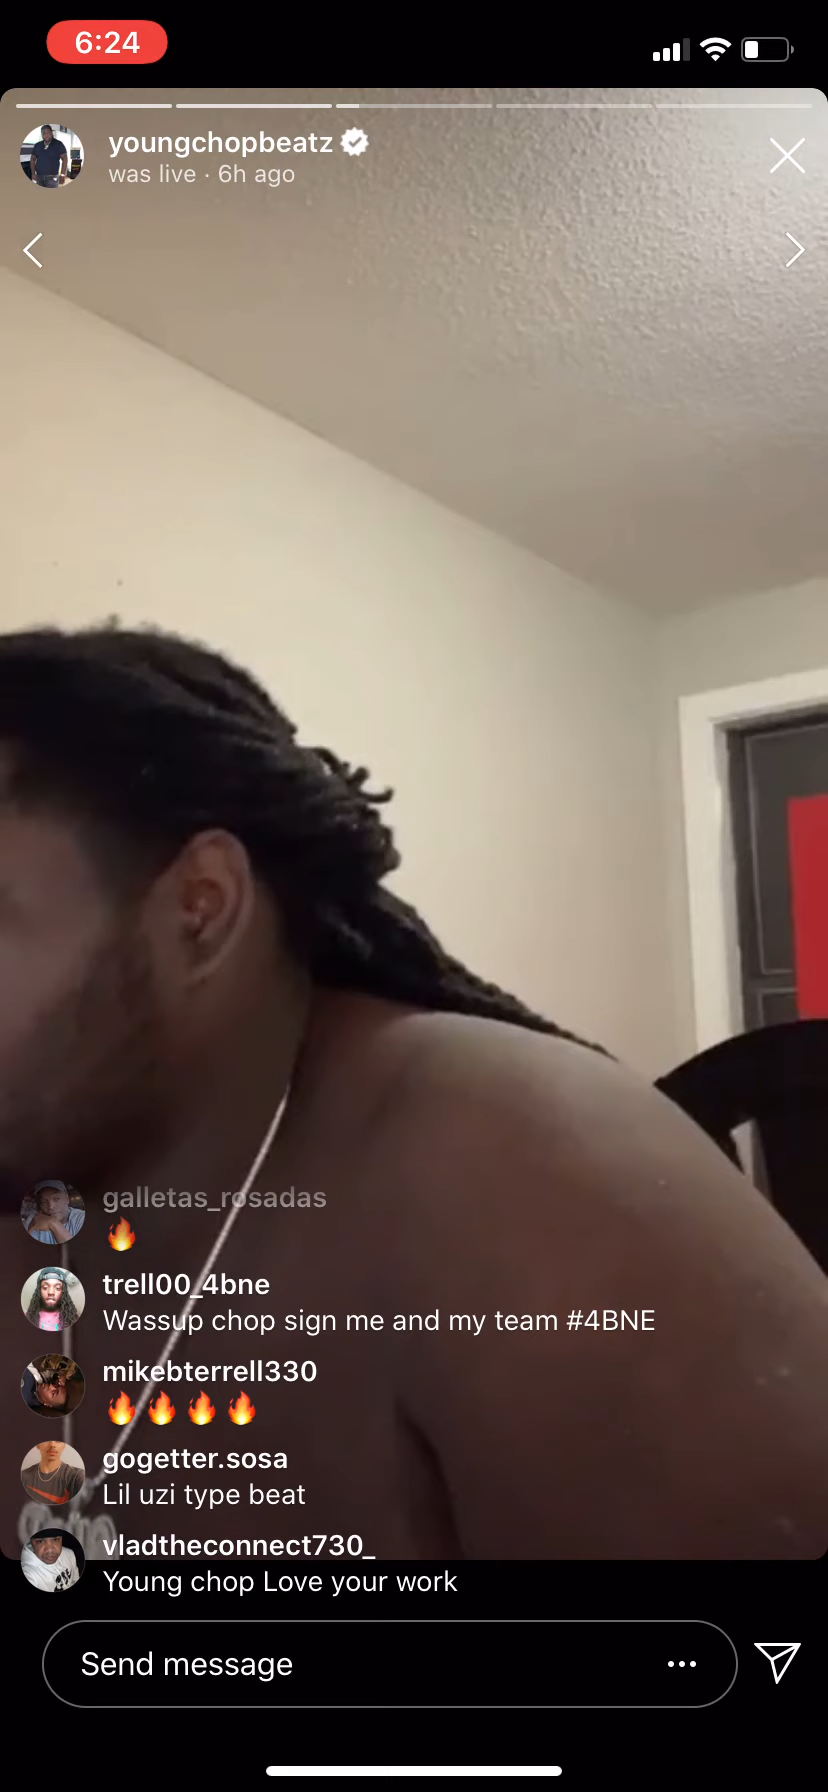 6:24
youngchopbeatz
was live · 6h ago
galletas_rosadas
🔥
trell00_4bne
Wassup chop sign me and my team #4BNE
mikebterrell330
🔥🔥🔥🔥
gogetter.sosa
Lil uzi type beat
vladtheconnect730_
Young chop Love your work
Send message